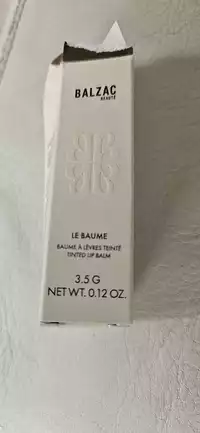 BALZAC
BEAUTÉ
LE BAUME
BAUME À LÈVRES TEINTÉ
TINTED LIP BALM
3.5 G
NET WT. 0.12 OZ.